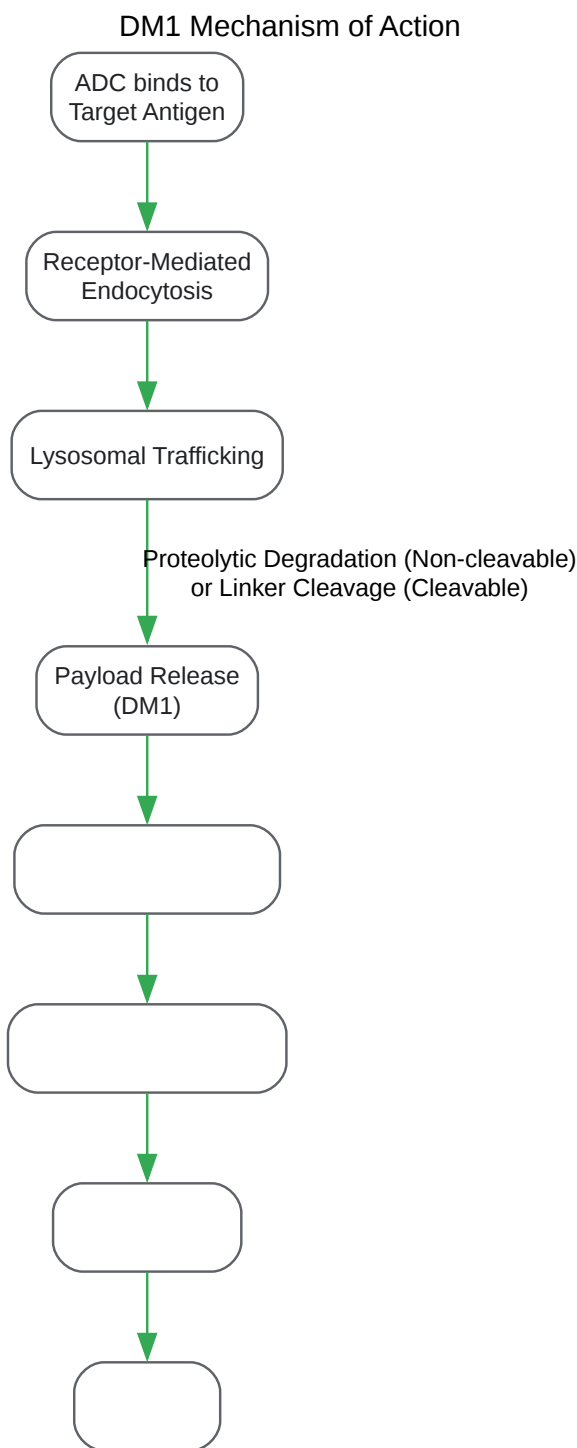 DM1 Mechanism of Action
ADC binds to
Target Antigen
Receptor-Mediated
Endocytosis
Lysosomal Trafficking
Proteolytic Degradation (Non-cleavable)
or Linker Cleavage (Cleavable)
Payload Release
(DM1)